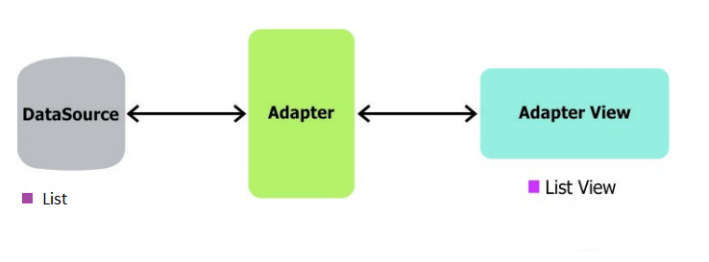 DataSource
Adapter
Adapter View
List
List View